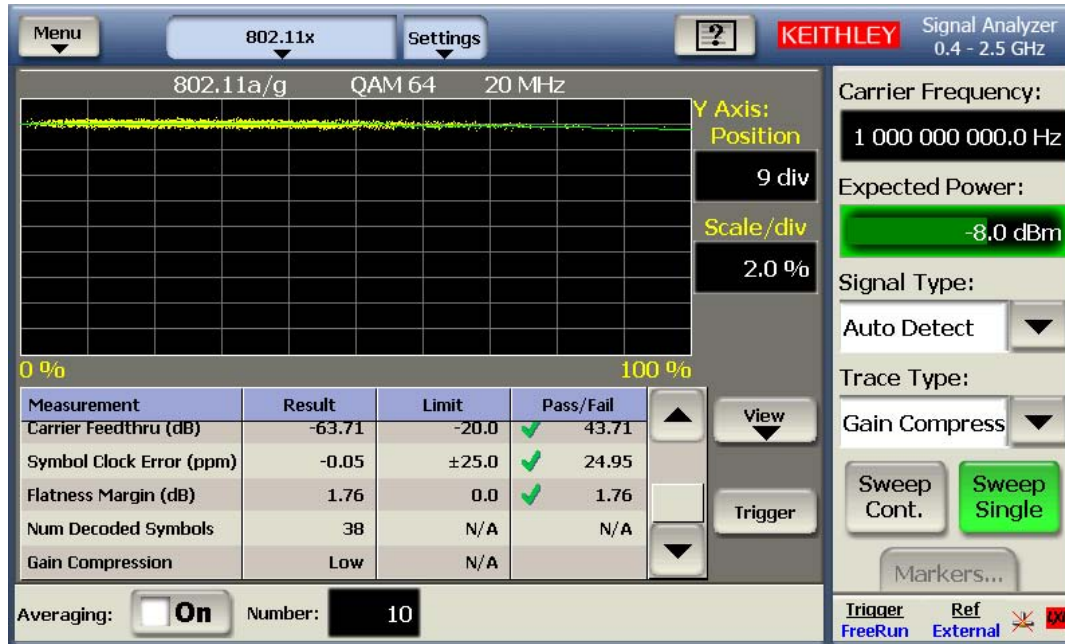 Menu
802.11x
Settings
?
KEITHLEY
Signal Analyzer
0.4 - 2.5 GHz
802.11a/g QAM 64 20 MHz
Y Axis:
Position
9 div
Scale/div
2.0 %
0 % 100 %
Carrier Frequency:
1 000 000 000.0 Hz
Expected Power:
-8.0 dBm
Signal Type:
Auto Detect
Trace Type:
Gain Compress
Sweep
Cont.
Sweep
Single
Markers...
Measurement Result Limit Pass/Fail
Carrier Feedthru (dB) -63.71 -20.0 43.71
Symbol Clock Error (ppm) -0.05 ±25.0 24.95
Flatness Margin (dB) 1.76 0.0 1.76
Num Decoded Symbols 38 N/A N/A
Gain Compression Low N/A
View
Trigger
Averaging: On Number: 10
Trigger
FreeRun
Ref
External